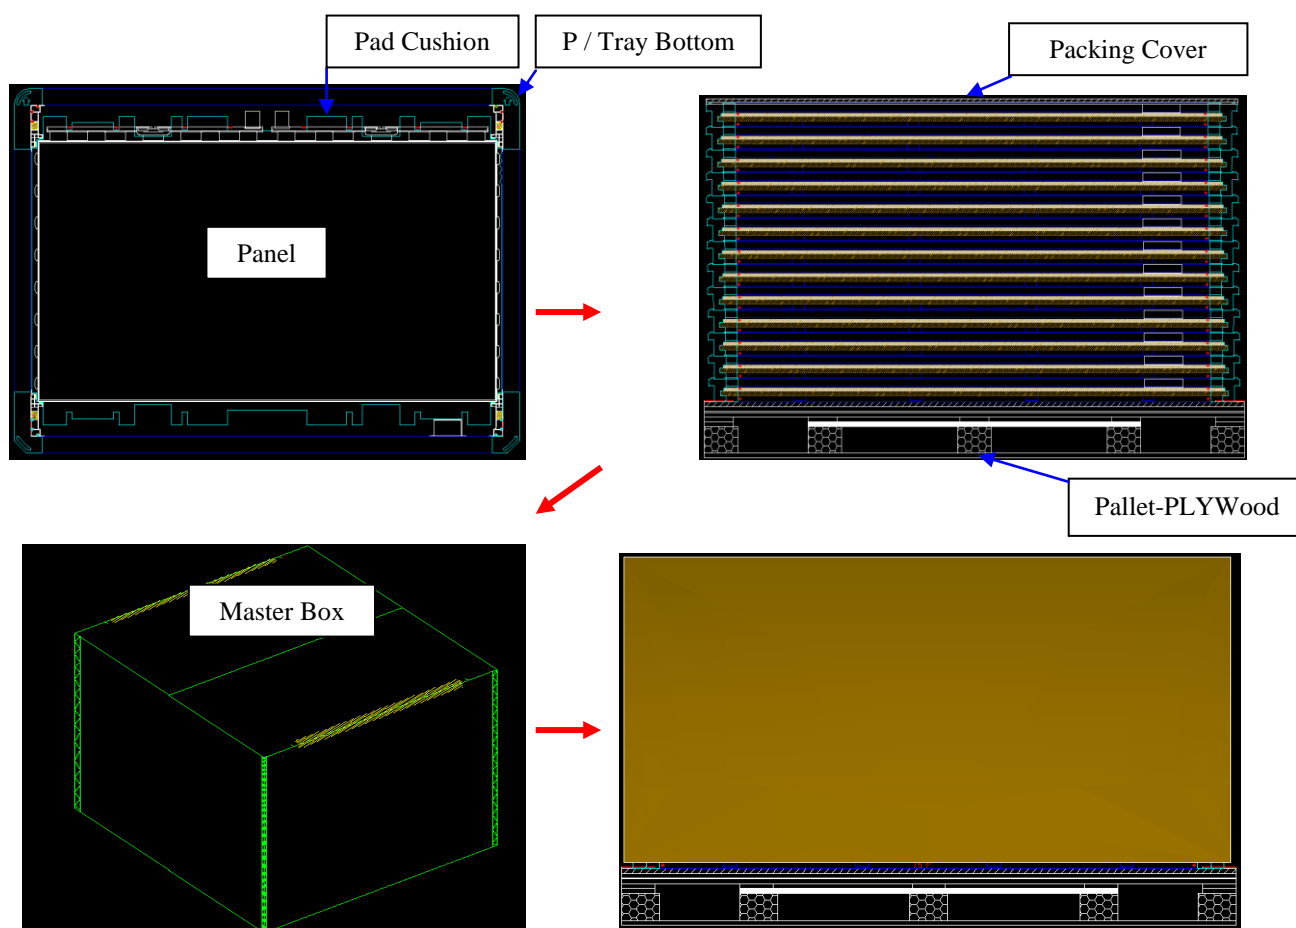 Pad Cushion
P / Tray Bottom
Packing Cover
Panel
Pallet-PLYWood
Master Box